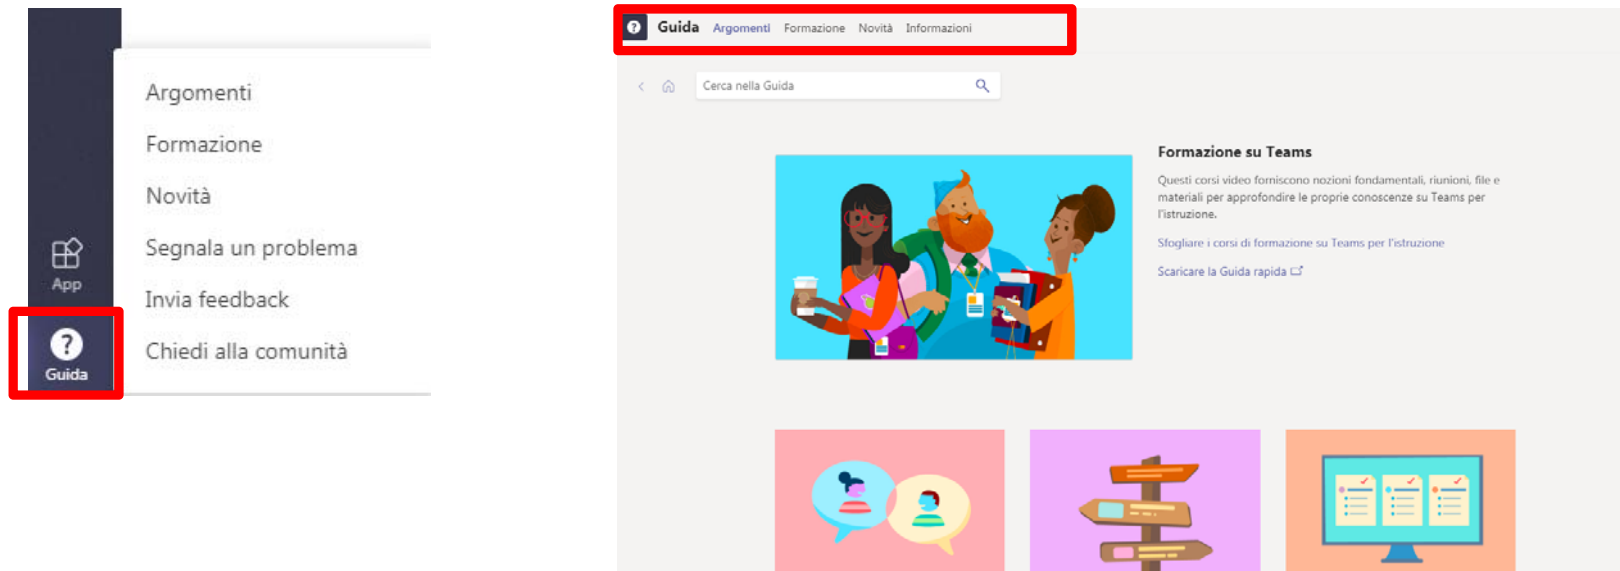 Argomenti
Formazione
Novità
Segnala un problema
Invia feedback
Chiedi alla comunità
App
?
Guida
? Guida Argomenti Formazione Novità Informazioni
Cerca nella Guida
Formazione su Teams
Questi corsi video forniscono nozioni fondamentali, riunioni, file e
materiali per approfondire le proprie conoscenze su Teams per
l'istruzione.
Sfogliare i corsi di formazione su Teams per l'istruzione
Scaricare la Guida rapida